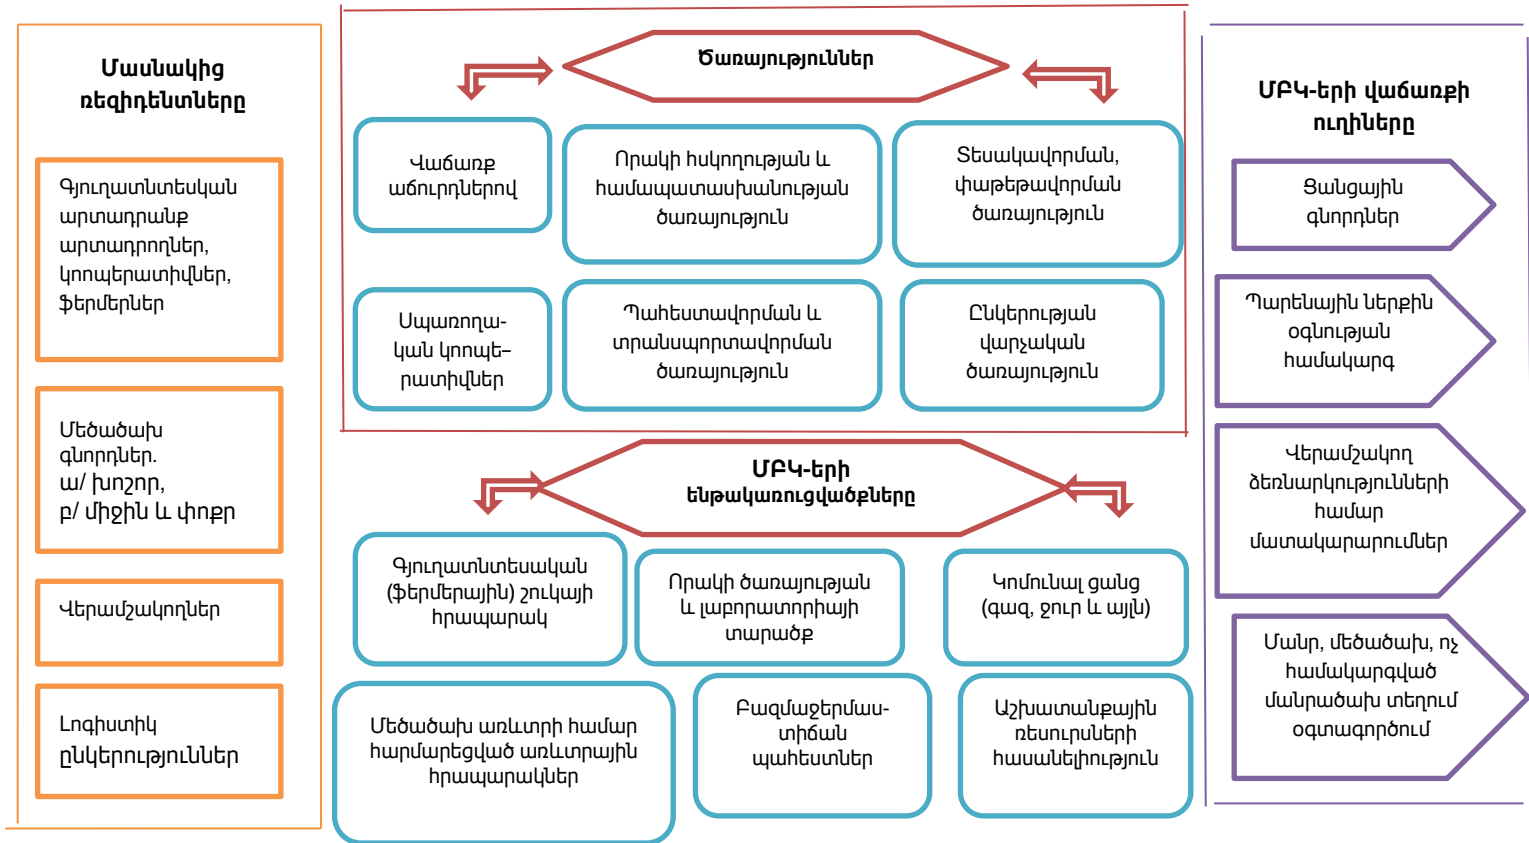 Մասնակից
ռեզիդենտները
Գյուղատնտեսկան
արտադրանք
արտադրողներ,
կոոպերատիվներ,
ֆերմերներ
Մեծածախ
գնորդներ.
ա/ խոշոր,
բ/ միջին և փոքր
Վերամշակողներ
Լոգիստիկ
ընկերություններ
Ծառայություններ
Վաճառք
աճուրդներով
Որակի հսկողության և
համապատասխանության
ծառայություն
Տեսակավորման,
փաթեթավորման
ծառայություն
Սպառողա-
կան կոոպե–
րատիվներ
Պահեստավորման և
տրանսպորտավորման
ծառայություն
Ընկերության
վարչական
ծառայություն
ՄԲԿ-երի
ենթակառուցվածքները
Գյուղատնտեսական
(ֆերմերային) շուկայի
հրապարակ
Որակի ծառայության
և լաբորատորիայի
տարածք
Կոմունալ ցանց
(գազ, ջուր և այլն)
Մեծածախ առևտրի համար
հարմարեցված առևտրային
հրապարակներ
Բազմաջերմաս-
տիճան
պահեստներ
Աշխատանքային
ռեսուրսների
հասանելիություն
ՄԲԿ-երի վաճառքի
ուղիները
Ցանցային
գնորդներ
Պարենային ներքին
օգնության
համակարգ
Վերամշակող
ձեռնարկությունների
համար
մատակարարումներ
Մանր, մեծածախ, ոչ
համակարգված
մանրածախ տեղում
օգտագործում